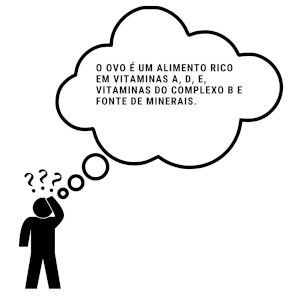 O OVO É UM ALIMENTO RICO
EM VITAMINAS A, D, E,
VITAMINAS DO COMPLEXO B E
FONTE DE MINERAIS.
???